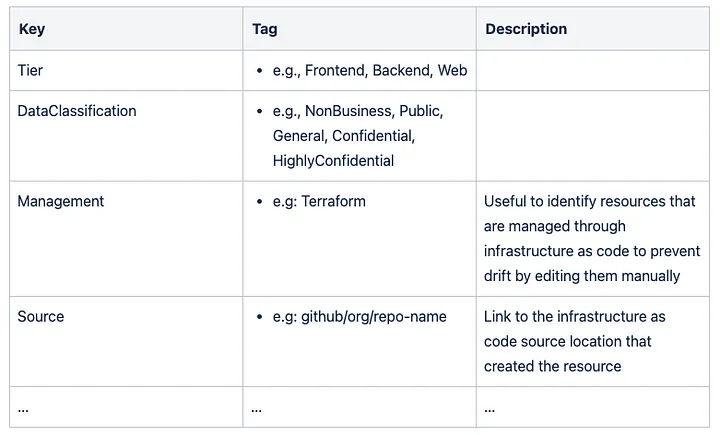 Key Tag Description
Tier • e.g., Frontend, Backend, Web
DataClassification • e.g., NonBusiness, Public,
General, Confidential,
HighlyConfidential
Management • e.g: Terraform Useful to identify resources that
are managed through
infrastructure as code to prevent
drift by editing them manually
Source • e.g: github/org/repo-name Link to the infrastructure as
code source location that
created the resource
... ... ...